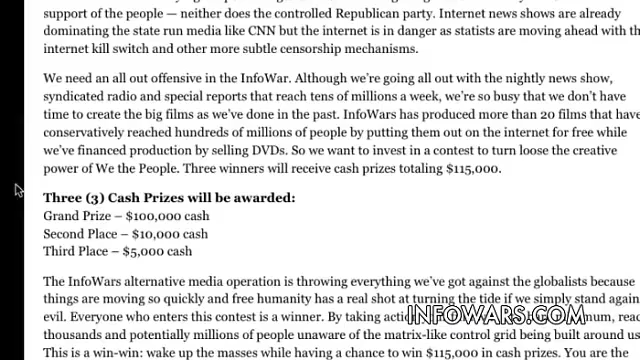 support of the people — neither does the controlled Republican party. Internet news shows are already
dominating the state run media like CNN but the internet is in danger as statists are moving ahead with th
internet kill switch and other more subtle censorship mechanisms.
We need an all out offensive in the InfoWar. Although we're going all out with the nightly news show,
syndicated radio and special reports that reach tens of millions a week, we're so busy that we don't have
time to create the big films as we've done in the past. InfoWars has produced more than 20 films that have
conservatively reached hundreds of millions of people by putting them out on the internet for free while
we've financed production by selling DVDs. So we want to invest in a contest to turn loose the creative
power of We the People. Three winners will receive cash prizes totaling $115,000.
Three (3) Cash Prizes will be awarded:
Grand Prize – $100,000 cash
Second Place – $10,000 cash
Third Place – $5,000 cash
The InfoWars alternative media operation is throwing everything we've got against the globalists because
things are moving so quickly and free humanity has a real shot at turning the tide if we simply stand again
evil. Everyone who enters this contest is a winner. By taking acti
INFOWARS.COM
thousands and potentially millions of people unaware of the matrix-like control grid being built around us
This is a win-win: wake up the masses while having a chance to win $115,000 in cash prizes. You are the